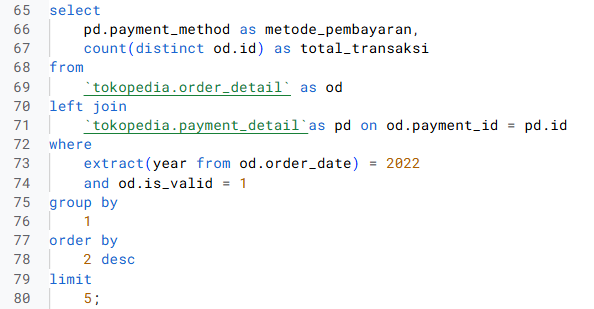 65 select
66 pd.payment_method as metode_pembayaran,
67 count(distinct od.id) as total_transaksi
68 from
69 `tokopedia.order_detail` as od
70 left join
71 `tokopedia.payment_detail`as pd on od.payment_id = pd.id
72 where
73 extract(year from od.order_date) = 2022
74 and od.is_valid = 1
75 group by
76 1
77 order by
78 2 desc
79 limit
80 5;